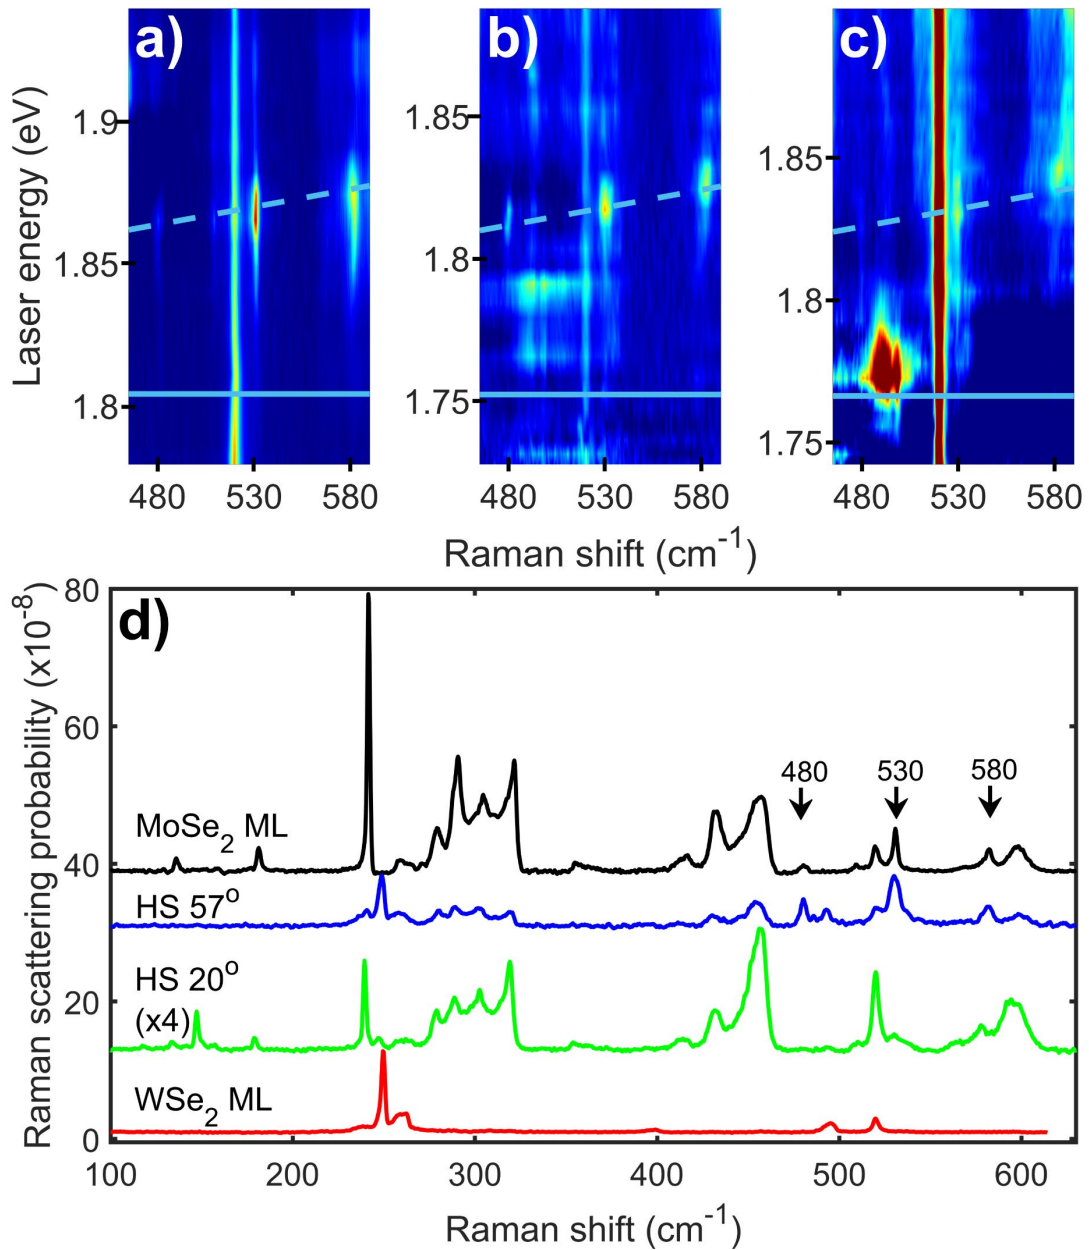 a)
b)
c)
Laser energy (eV)
1.9
1.85
1.8
1.85
1.8
1.75
1.85
1.8
1.75
480 530 580
480 530 580
480 530 580
Raman shift (cm⁻¹)
d)
Raman scattering probability (x10⁻⁸)
80
60
40
20
0
480
530
580
MoSe₂ ML
HS 57°
HS 20°
(x4)
WSe₂ ML
100 200 300 400 500 600
Raman shift (cm⁻¹)